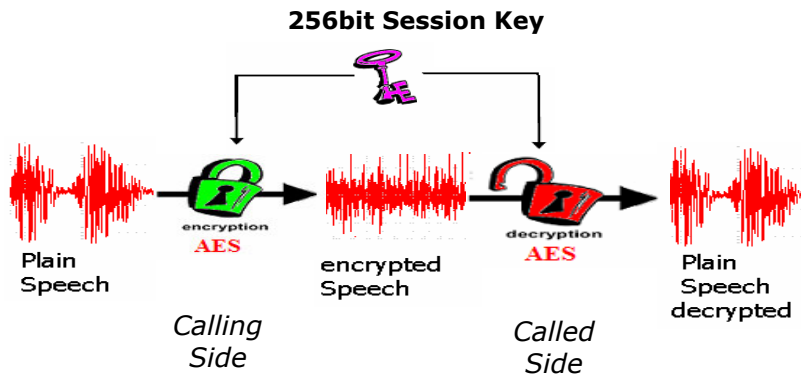 256bit Session Key
encryption
AES
decryption
AES
Plain
Speech
encrypted
Speech
Plain
Speech
decrypted
Calling
Side
Called
Side